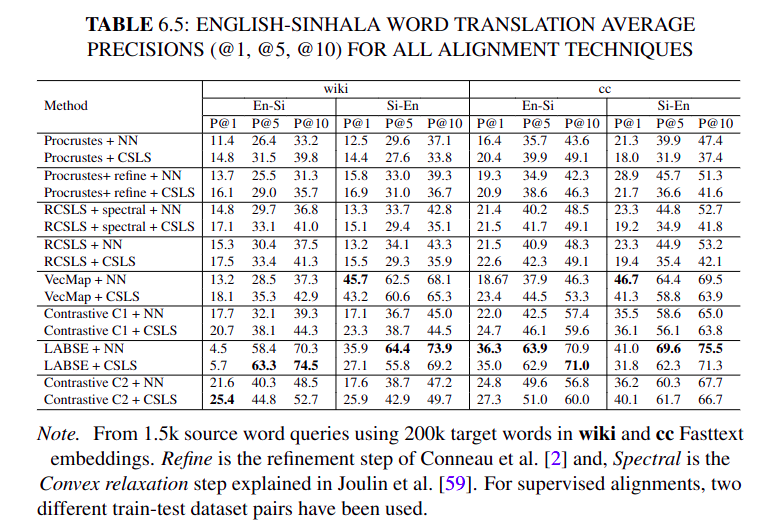 TABLE 6.5: ENGLISH-SINHALA WORD TRANSLATION AVERAGE
PRECISIONS (@1, @5, @10) FOR ALL ALIGNMENT TECHNIQUES
wiki cc
Method En-Si Si-En En-Si Si-En
P@1 P@5 P@10 P@1 P@5 P@10 P@1 P@5 P@10 P@1 P@5 P@10
Procrustes + NN 11.4 26.4 33.2 12.5 29.6 37.1 16.4 35.7 43.6 21.3 39.9 47.4
Procrustes + CSLS 14.8 31.5 39.8 14.4 27.6 33.8 20.4 39.9 49.1 18.0 31.9 37.4
Procrustes+ refine + NN 13.7 25.5 31.3 15.8 33.0 39.3 19.3 34.9 42.3 28.9 45.7 51.3
Procrustes+ refine + CSLS 16.1 29.0 35.7 16.9 31.0 36.7 20.9 38.6 46.3 21.7 36.6 41.6
RCSLS + spectral + NN 14.8 29.7 36.8 13.3 33.7 42.8 21.4 40.2 48.5 23.3 44.8 52.7
RCSLS + spectral + CSLS 17.1 33.1 41.0 15.1 29.4 35.1 21.5 41.7 49.1 19.2 34.9 41.8
RCSLS + NN 15.3 30.4 37.5 13.2 34.1 43.3 21.5 40.9 48.3 23.3 44.9 53.2
RCSLS + CSLS 17.5 33.4 41.3 15.5 29.3 35.9 22.6 42.3 49.1 19.4 35.4 42.1
VecMap + NN 13.2 28.5 37.3 45.7 62.5 68.1 18.67 37.9 46.3 46.7 64.4 69.5
VecMap + CSLS 18.1 35.3 42.9 43.2 60.6 65.3 23.4 44.5 53.3 41.3 58.8 63.9
Contrastive C1 + NN 17.7 32.1 39.3 17.1 36.7 45.0 22.0 42.5 57.4 35.5 58.6 65.0
Contrastive C1 + CSLS 20.7 38.1 44.3 23.3 38.7 44.5 24.7 46.1 59.6 36.1 56.1 63.8
LABSE + NN 4.5 58.4 70.3 35.9 64.4 73.9 36.3 63.9 70.9 41.0 69.6 75.5
LABSE + CSLS 5.7 63.3 74.5 27.1 55.8 69.2 35.0 62.9 71.0 31.8 62.3 71.3
Contrastive C2 + NN 21.6 40.3 48.5 17.6 38.7 47.2 24.8 49.6 56.8 36.2 60.3 67.7
Contrastive C2 + CSLS 25.4 44.8 52.7 25.9 42.9 49.7 27.3 51.0 60.0 40.1 61.7 66.7
Note. From 1.5k source word queries using 200k target words in wiki and cc Fasttext
embeddings. Refine is the refinement step of Conneau et al. [2] and, Spectral is the
Convex relaxation step explained in Joulin et al. [59]. For supervised alignments, two
different train-test dataset pairs have been used.